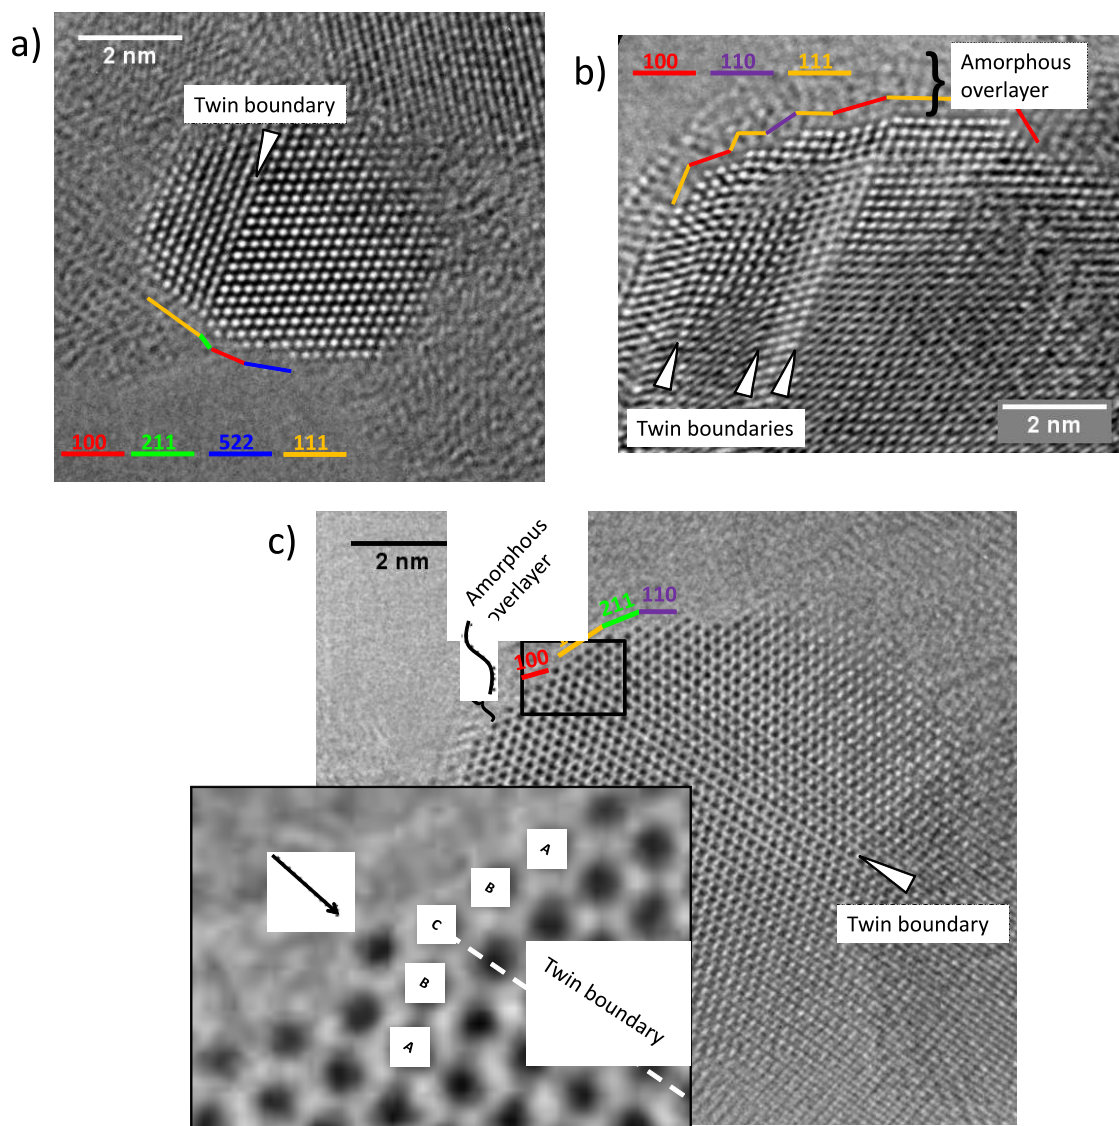 a)
2 nm
Twin boundary
100 211 522 111
b)
100 110 111
Amorphous
overlayer
Twin boundaries
2 nm
c)
2 nm
Amorphous
overlayer
100
211
110
Twin boundary
A
B
C
B
A
Twin boundary